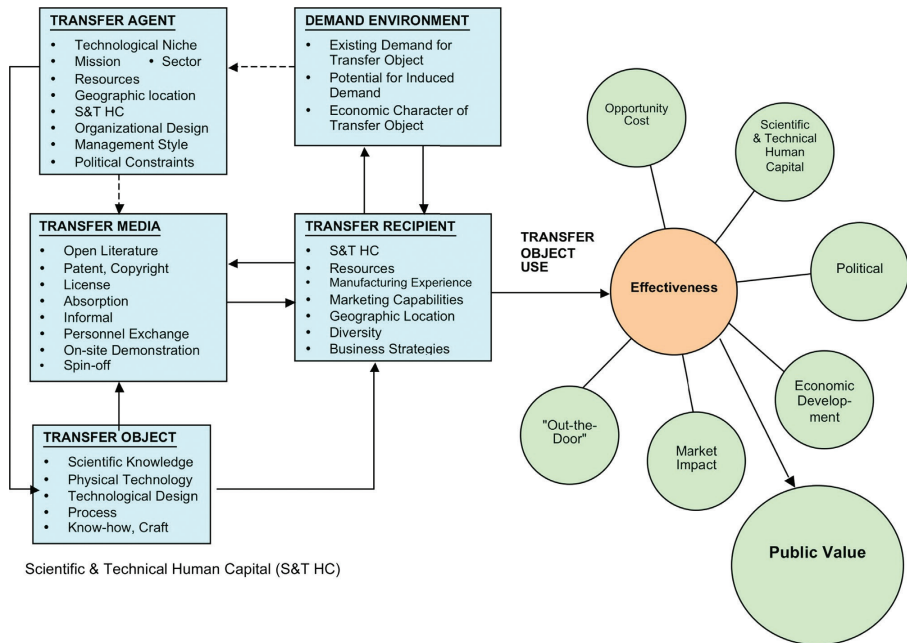 TRANSFER AGENT
• Technological Niche
• Mission • Sector
• Resources
• Geographic location
• S&T HC
• Organizational Design
• Management Style
• Political Constraints
DEMAND ENVIRONMENT
• Existing Demand for
Transfer Object
• Potential for Induced
Demand
• Economic Character of
Transfer Object
TRANSFER MEDIA
• Open Literature
• Patent, Copyright
• License
• Absorption
• Informal
• Personnel Exchange
• On-site Demonstration
• Spin-off
TRANSFER RECIPIENT
• S&T HC
• Resources
• Manufacturing Experience
• Marketing Capabilities
• Geographic Location
• Diversity
• Business Strategies
TRANSFER OBJECT
• Scientific Knowledge
• Physical Technology
• Technological Design
• Process
• Know-how, Craft
Scientific & Technical Human Capital (S&T HC)
TRANSFER
OBJECT
USE
Effectiveness
Opportunity
Cost
Scientific
& Technical
Human
Capital
Political
Economic
Develop-
ment
Market
Impact
"Out-the-
Door"
Public Value